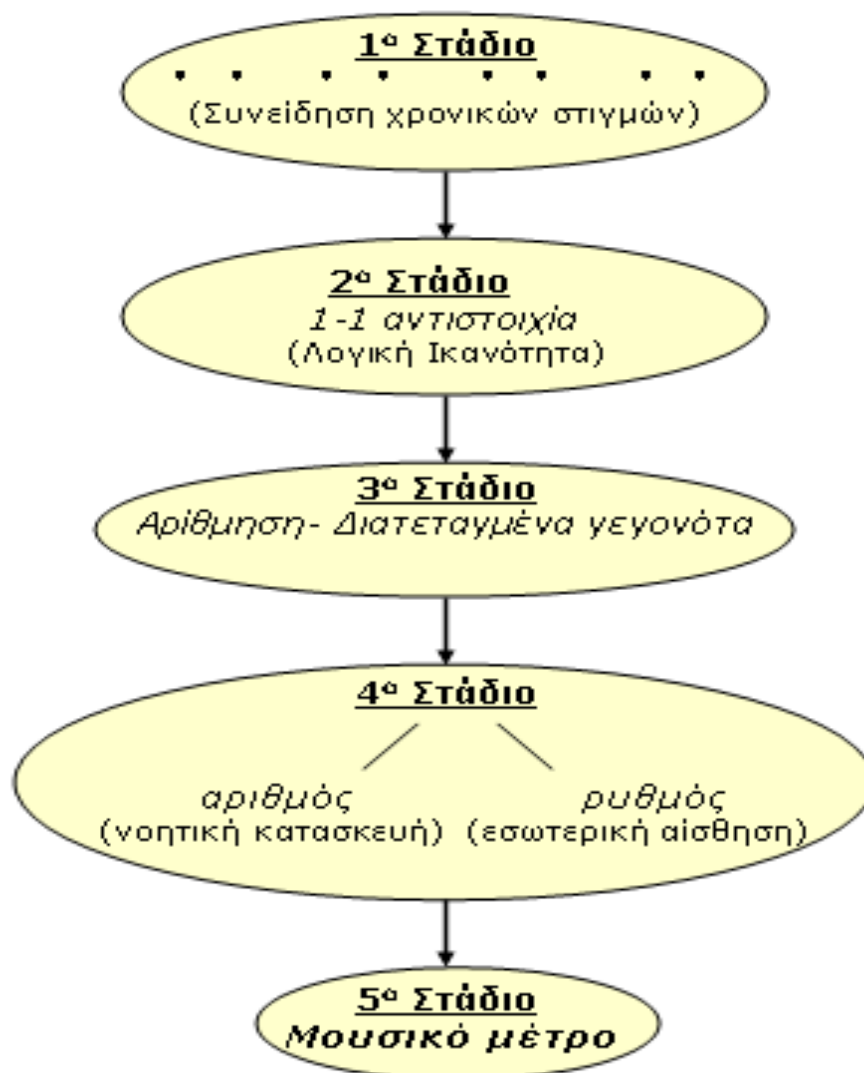 1ο Στάδιο
(Συνείδηση χρονικών στιγμών)
2ο Στάδιο
1-1 αντιστοιχία
(Λογική Ικανότητα)
3ο Στάδιο
Αρίθμηση- Διατεταγμένα γεγονότα
4ο Στάδιο
αριθμός ρυθμός
(νοητική κατασκευή) (εσωτερική αίσθηση)
5ο Στάδιο
Μουσικό μέτρο